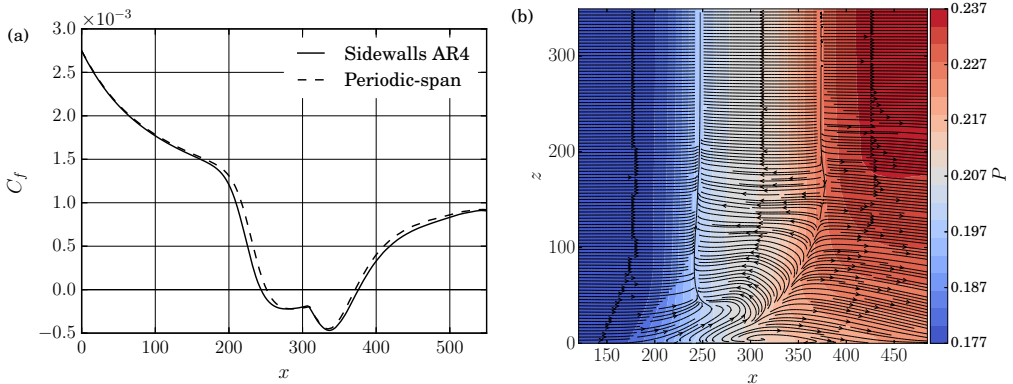 (a)
3.0 ×10⁻³
2.5
2.0
1.5
1.0
0.5
0.0
−0.5
C_f
0 100 200 300 400 500
x
Sidewalls AR4
Periodic-span
(b)
300
200
100
0
z
150 200 250 300 350 400 450
x
0.237
0.227
0.217
0.207
0.197
0.187
0.177
P